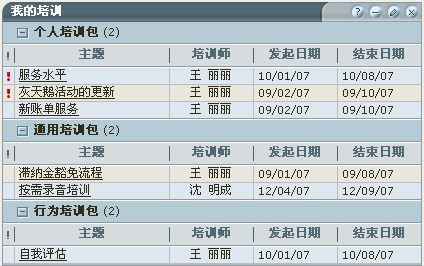 我的培训
个人培训包 (2)
! 主题 培训师 发起日期 结束日期
! 服务水平 王 丽丽 10/01/07 10/08/07
! 灰天鹅活动的更新 王 丽丽 09/02/07 09/10/07
新账单服务 王 丽丽 09/02/07 09/10/07
通用培训包 (2)
! 主题 培训师 发起日期 结束日期
滞纳金豁免流程 王 丽丽 09/01/07 09/08/07
按需录音培训 沈 明成 12/04/07 12/09/07
行为培训包 (2)
! 主题 培训师 发起日期 结束日期
自我评估 王 丽丽 10/01/07 10/08/07